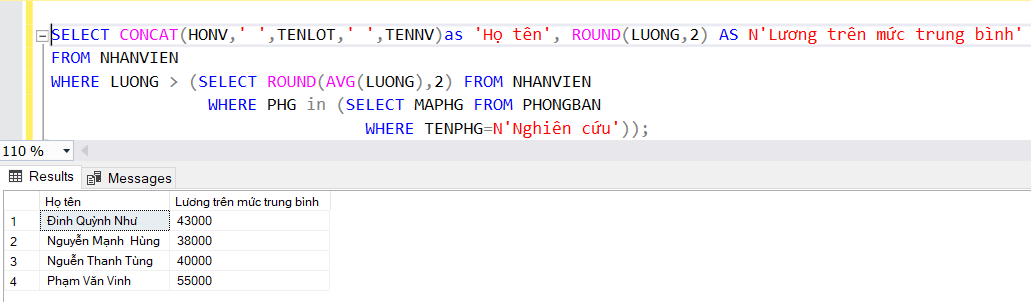 SELECT CONCAT(HONV,' ',TENLOT,' ',TENNV)as 'Họ tên', ROUND(LUONG,2) AS N'Lương trên mức trung bình'
FROM NHANVIEN
WHERE LUONG > (SELECT ROUND(AVG(LUONG),2) FROM NHANVIEN
WHERE PHG in (SELECT MAPHG FROM PHONGBAN
WHERE TENPHG=N'Nghiên cứu'));
110 %
Results Messages
Họ tên Lương trên mức trung bình
1 Đinh Quỳnh Như 43000
2 Nguyễn Mạnh Hùng 38000
3 Nguễn Thanh Tùng 40000
4 Phạm Văn Vinh 55000